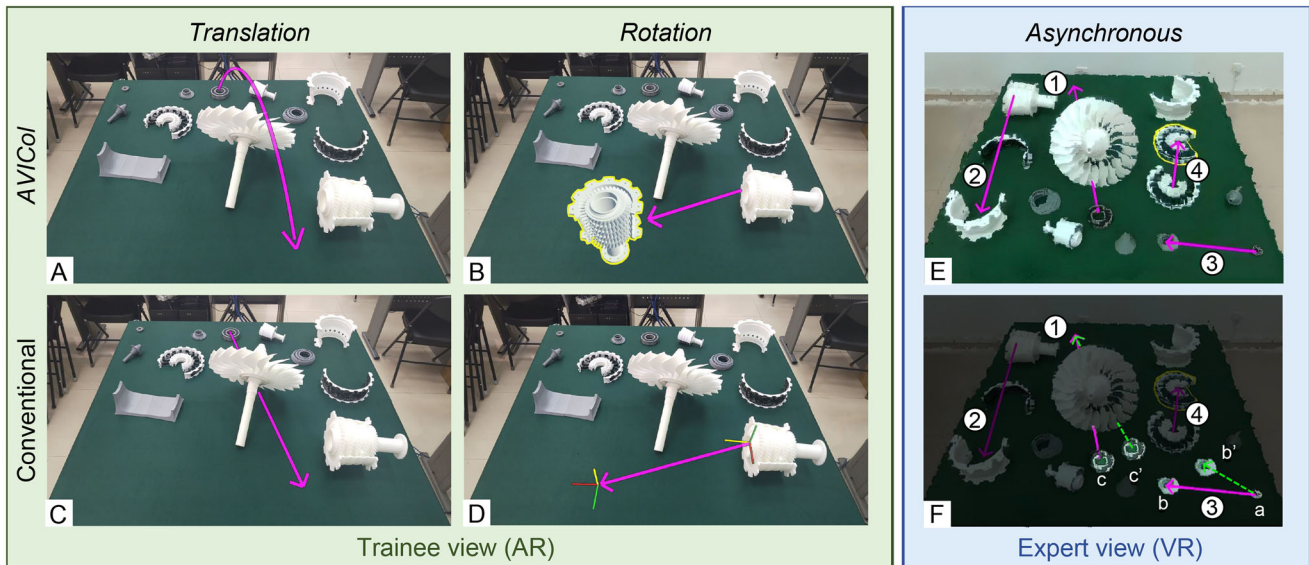 Translation
Rotation
Asynchronous
AVICol
Conventional
A
B
1
2
4
3
E
C
D
1
2
4
b'
c
c'
b
3
a
F
Trainee view (AR)
Expert view (VR)